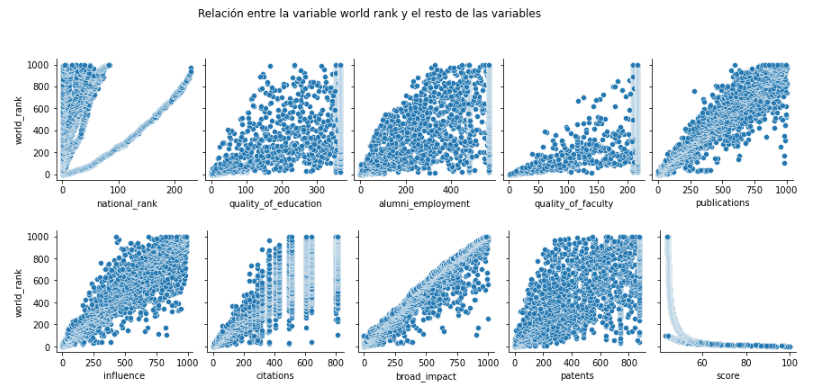 Relación entre la variable world rank y el resto de las variables
1000
800
600
400
200
0
world_rank
0 100 200
national_rank
0 100 200 300
quality_of_education
0 200 400
alumni_employment
0 50 100 150 200
quality_of_faculty
0 250 500 750 1000
publications
1000
800
600
400
200
0
world_rank
0 250 500 750 1000
influence
0 200 400 600 800
citations
0 250 500 750 1000
broad_impact
0 200 400 600 800
patents
60 80 100
score